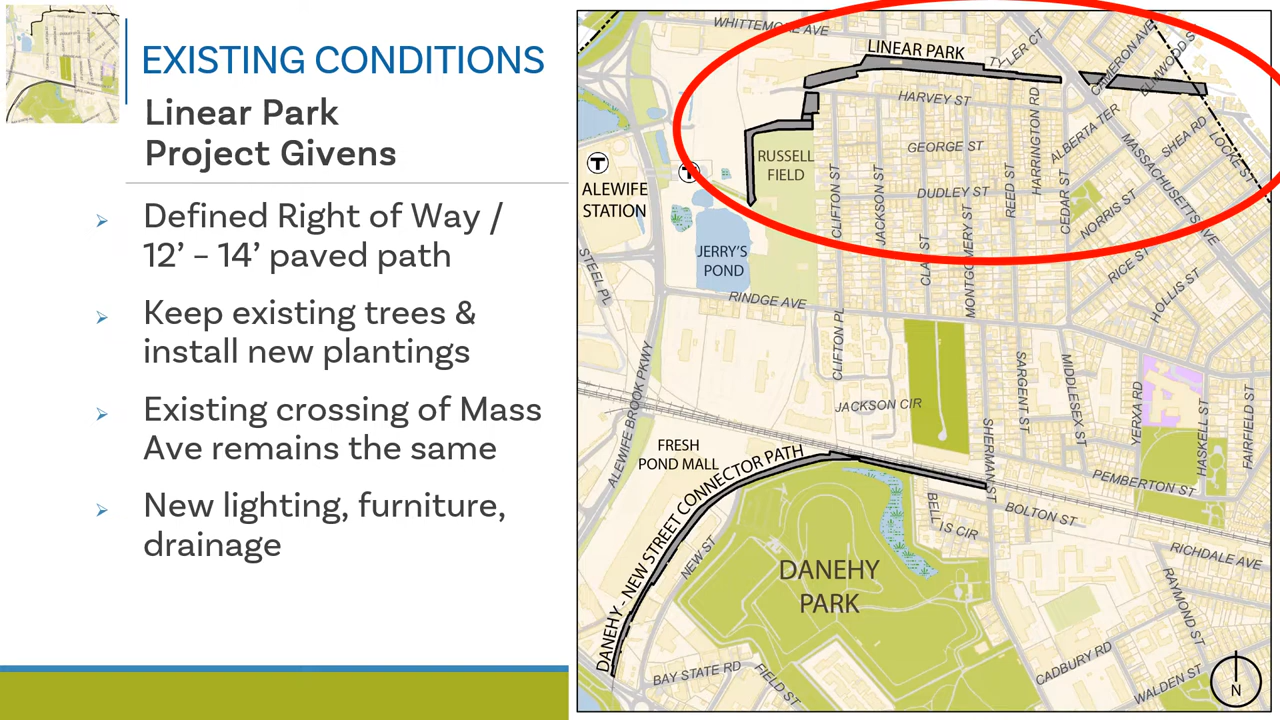 EXISTING CONDITIONS
Linear Park
Project Givens
➢ Defined Right of Way /
12’ – 14’ paved path
➢ Keep existing trees &
install new plantings
➢ Existing crossing of Mass
Ave remains the same
➢ New lighting, furniture,
drainage
WHITTEMORE AVE
LINEAR PARK
TYLER CT
CAMERON AVE
ELMWOOD S
HARVEY ST
HARRINGTON RD
ALBERTA TER
SHEA RD
LOCKE ST
MASSACHUSETTS AVE
GEORGE ST
RUSSELL
FIELD
T
T
ALEWIFE
STATION
CLIFTON ST
JACKSON ST
DUDLEY ST
REED ST
CEDAR ST
NORRIS ST
MONTGOMERY ST
CLAY ST
JERRY’S
POND
STEEL PL
RICE ST
HOLLIS ST
RINDGE AVE
CLIFTON PL
ALEWIFE BROOK PKWY
SARGENT ST
MIDDLESEX ST
YERXA RD
HASKELL ST
FAIRFIELD ST
JACKSON CIR
SHERMAN ST
FRESH
POND MALL
PEMBERTON ST
DANEHY - NEW STREET CONNECTOR PATH
BELLIS CIR
BOLTON ST
NEW ST
RICHDALE AVE
DANEHY
PARK
RAYMOND ST
BAY STATE RD
FIELD ST
CADBURY RD
WALDEN ST
N